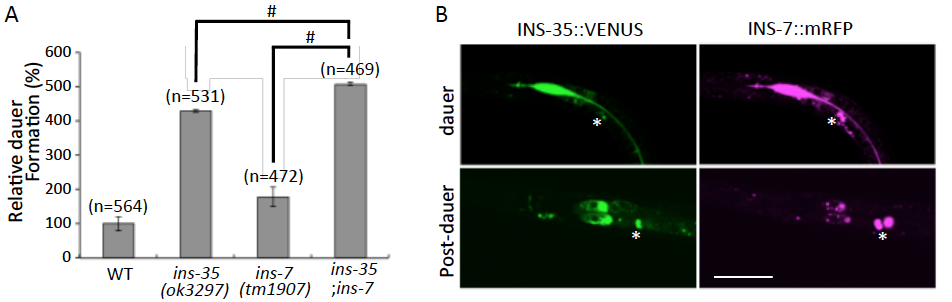 A
#
#
600
500
400
300
200
100
0
Relative dauer
Formation (%)
(n=564)
(n=531)
(n=472)
(n=469)
WT
ins-35
(ok3297)
ins-7
(tm1907)
ins-35
;ins-7
B
INS-35::VENUS
INS-7::mRFP
dauer
*
*
Post-dauer
*
*